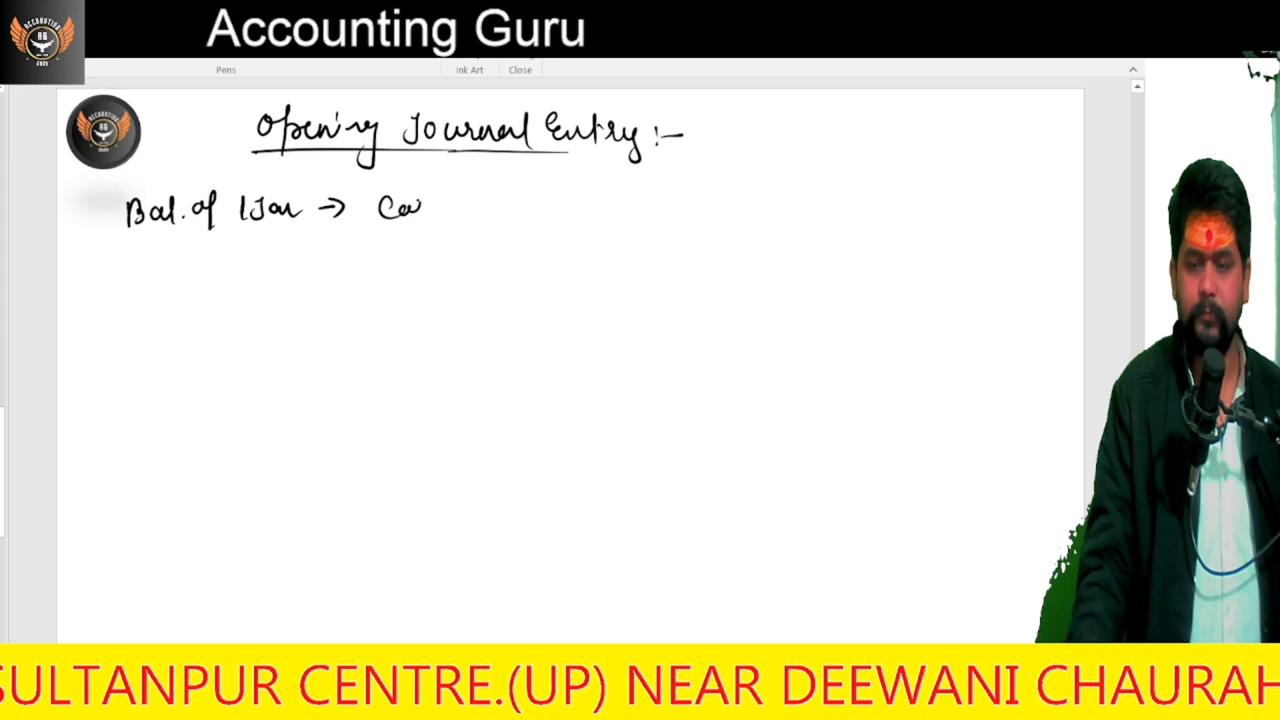 Accounting Guru
Pens
Ink Art
Close
Opening Journal Entry :-
Bal. of 1 Jan → Ca
SULTANPUR CENTRE.(UP) NEAR DEEWANI CHAURAH